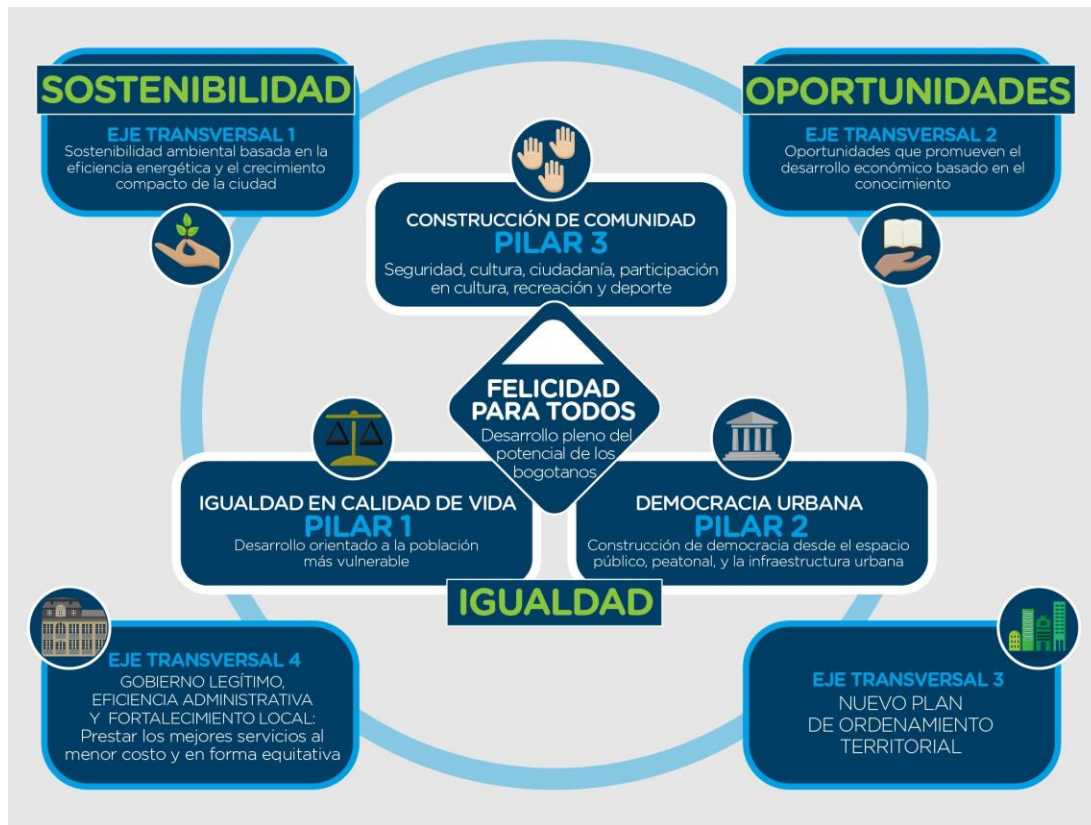 SOSTENIBILIDAD
EJE TRANSVERSAL 1
Sostenibilidad ambiental basada en la
eficiencia energética y el crecimiento
compacto de la ciudad
OPORTUNIDADES
EJE TRANSVERSAL 2
Oportunidades que promueven el
desarrollo económico basado en el
conocimiento
CONSTRUCCIÓN DE COMUNIDAD
PILAR 3
Seguridad, cultura, ciudadanía, participación
en cultura, recreación y deporte
FELICIDAD
PARA TODOS
Desarrollo pleno del
potencial de los
bogotanos
IGUALDAD EN CALIDAD DE VIDA
PILAR 1
Desarrollo orientado a la población
más vulnerable
DEMOCRACIA URBANA
PILAR 2
Construcción de democracia desde el espacio
público, peatonal, y la infraestructura urbana
IGUALDAD
EJE TRANSVERSAL 4
GOBIERNO LEGÍTIMO,
EFICIENCIA ADMINISTRATIVA
Y FORTALECIMIENTO LOCAL:
Prestar los mejores servicios al
menor costo y en forma equitativa
EJE TRANSVERSAL 3
NUEVO PLAN
DE ORDENAMIENTO
TERRITORIAL